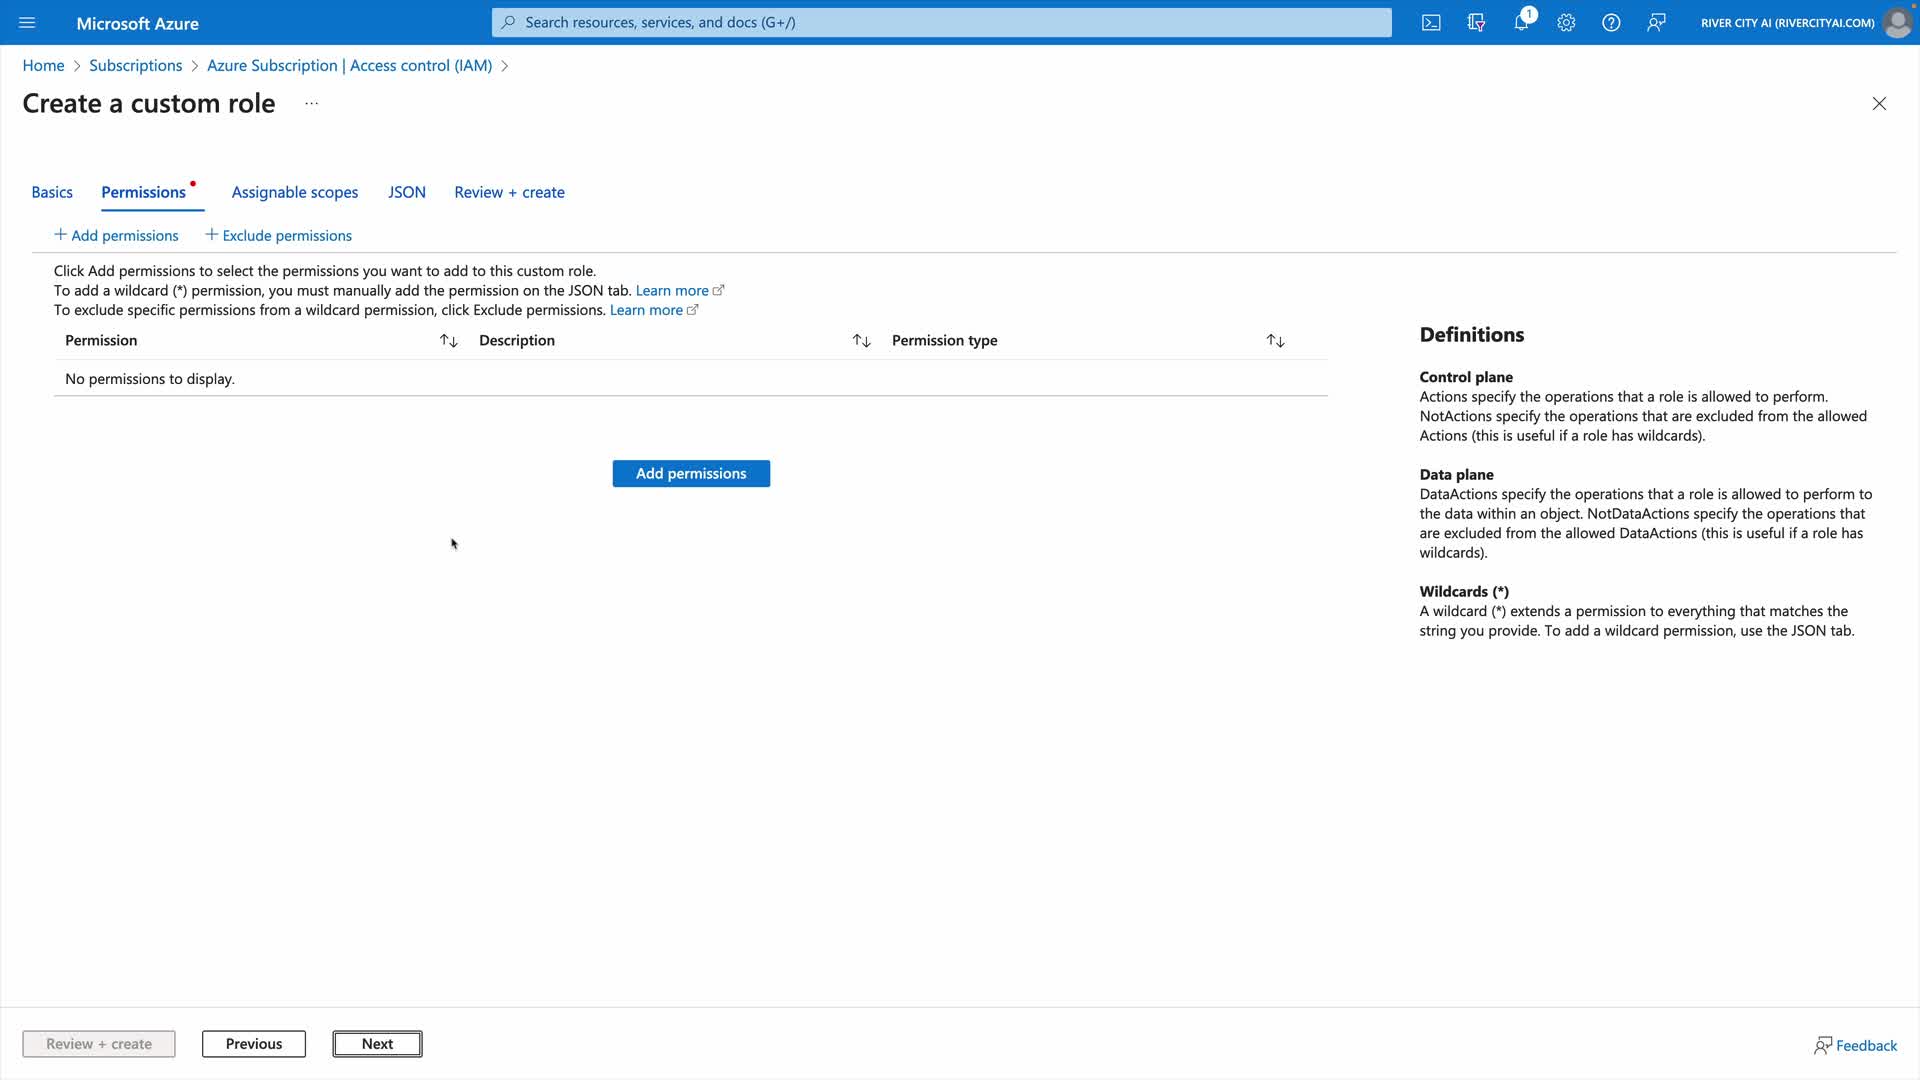 Microsoft Azure
Search resources, services, and docs (G+/)
1
RIVER CITY AI (RIVERCITYAI.COM)
Home > Subscriptions > Azure Subscription | Access control (IAM) >
Create a custom role ...
Basics Permissions Assignable scopes JSON Review + create
+ Add permissions + Exclude permissions
Click Add permissions to select the permissions you want to add to this custom role.
To add a wildcard (*) permission, you must manually add the permission on the JSON tab. Learn more
To exclude specific permissions from a wildcard permission, click Exclude permissions. Learn more
Permission Description Permission type
No permissions to display.
Add permissions
Definitions
Control plane
Actions specify the operations that a role is allowed to perform.
NotActions specify the operations that are excluded from the allowed
Actions (this is useful if a role has wildcards).
Data plane
DataActions specify the operations that a role is allowed to perform to
the data within an object. NotDataActions specify the operations that
are excluded from the allowed DataActions (this is useful if a role has
wildcards).
Wildcards (*)
A wildcard (*) extends a permission to everything that matches the
string you provide. To add a wildcard permission, use the JSON tab.
Review + create Previous Next
Feedback